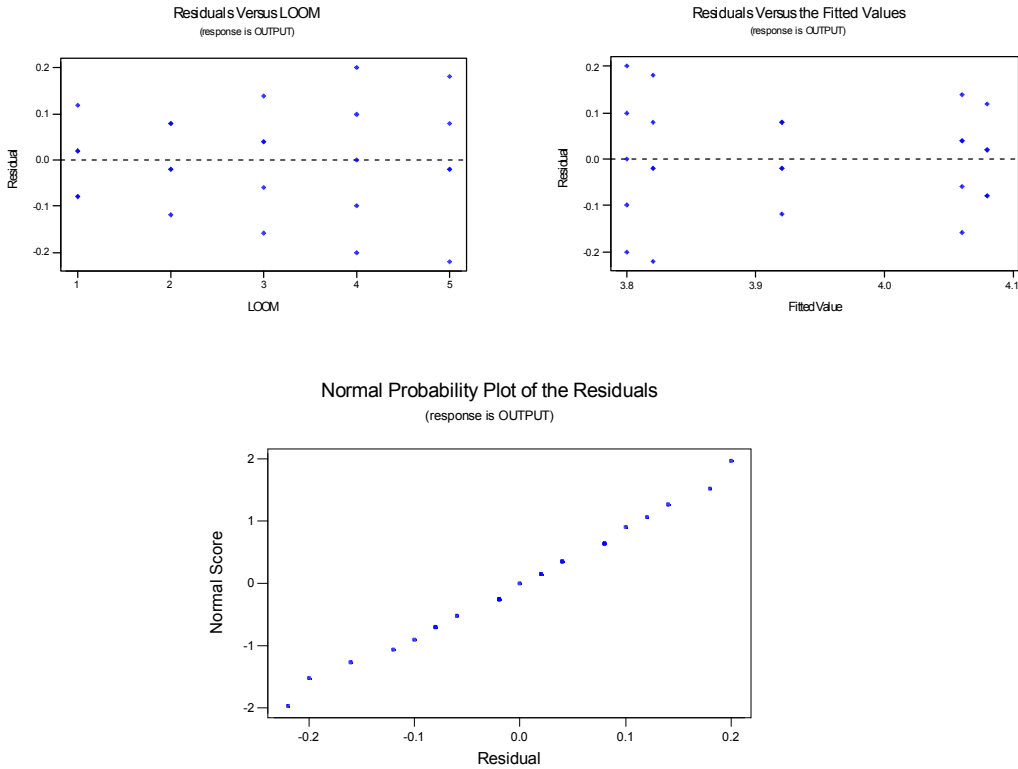 Residuals Versus LOOM
(response is OUTPUT)
0.2
0.1
0.0
-0.1
-0.2
Residual
1 2 3 4 5
LOOM
Residuals Versus the Fitted Values
(response is OUTPUT)
0.2
0.1
0.0
-0.1
-0.2
Residual
3.8 3.9 4.0 4.1
Fitted Value
Normal Probability Plot of the Residuals
(response is OUTPUT)
2
1
0
-1
-2
Normal Score
-0.2 -0.1 0.0 0.1 0.2
Residual